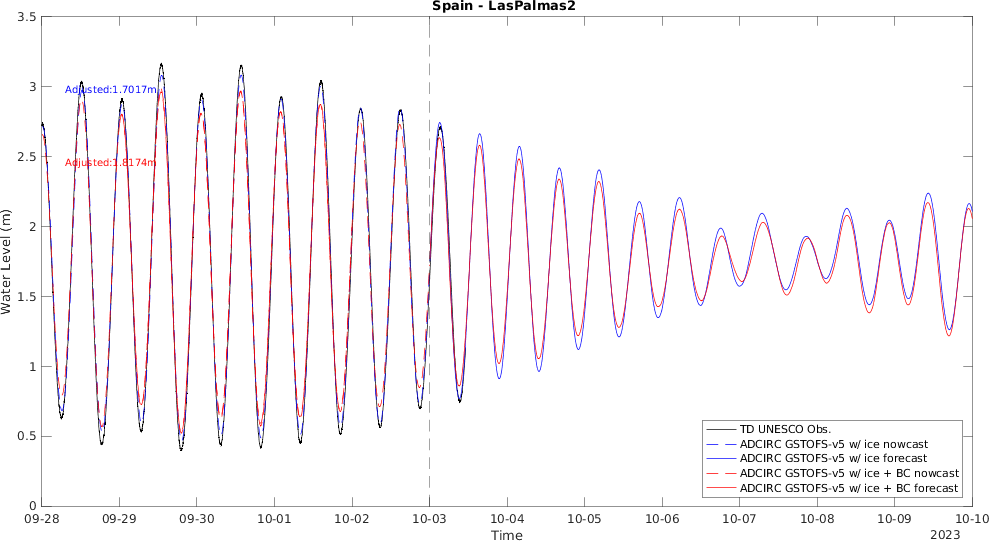 Spain - LasPalmas2
3.5
3
2.5
2
1.5
1
0.5
0
Water Level (m)
Adjusted:1.7017m
Adjusted:1.8174m
TD UNESCO Obs.
ADCIRC GSTOFS-v5 w/ ice nowcast
ADCIRC GSTOFS-v5 w/ ice forecast
ADCIRC GSTOFS-v5 w/ ice + BC nowcast
ADCIRC GSTOFS-v5 w/ ice + BC forecast
09-28 09-29 09-30 10-01 10-02 10-03 10-04 10-05 10-06 10-07 10-08 10-09 10-10
Time
2023